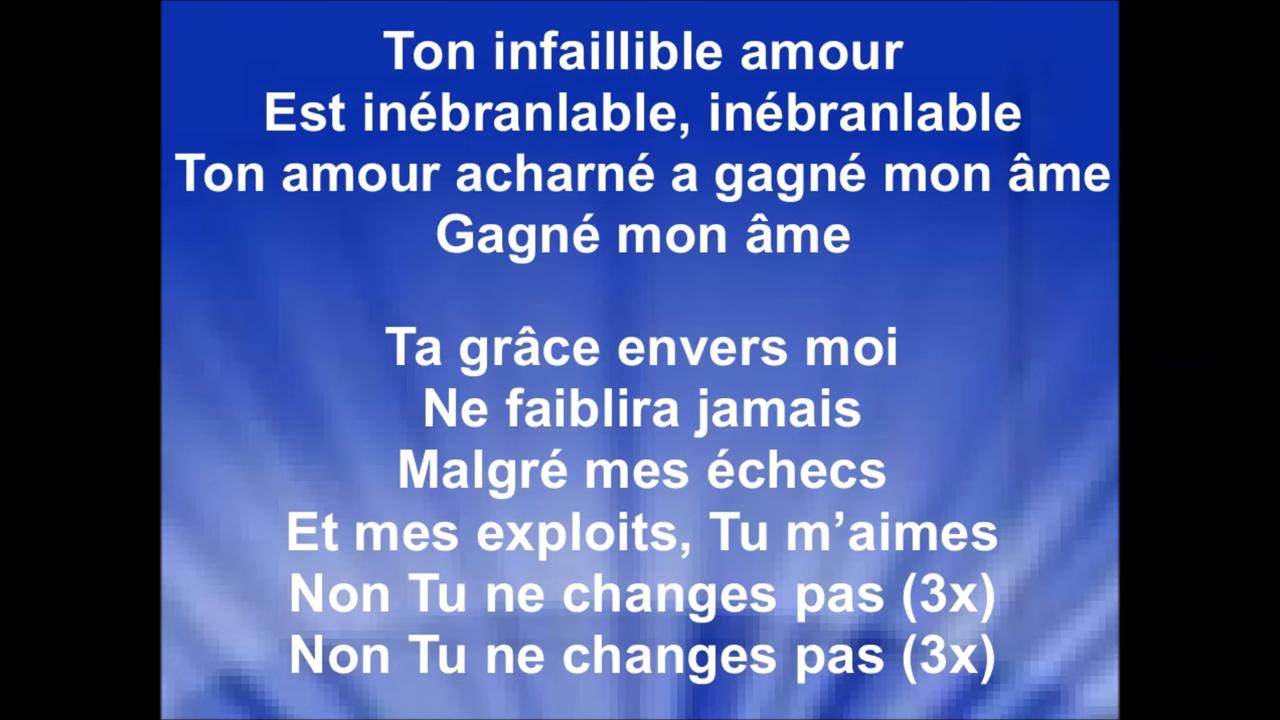 Ton infaillible amour
Est inébranlable, inébranlable
Ton amour acharné a gagné mon âme
Gagné mon âme
Ta grâce envers moi
Ne faiblira jamais
Malgré mes échecs
Et mes exploits, Tu m’aimes
Non Tu ne changes pas (3x)
Non Tu ne changes pas (3x)